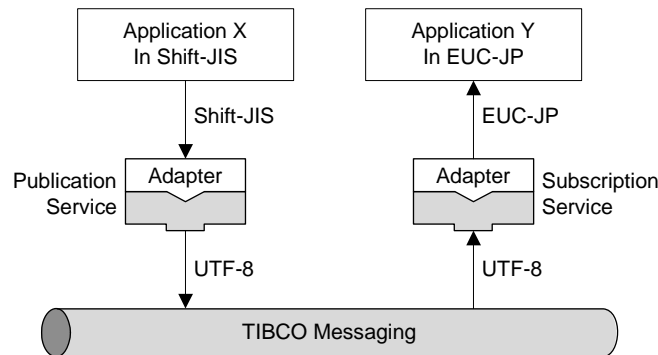 Application X
In Shift-JIS
Application Y
In EUC-JP
Shift-JIS
EUC-JP
Publication
Service
Adapter
Adapter
Subscription
Service
UTF-8
UTF-8
TIBCO Messaging